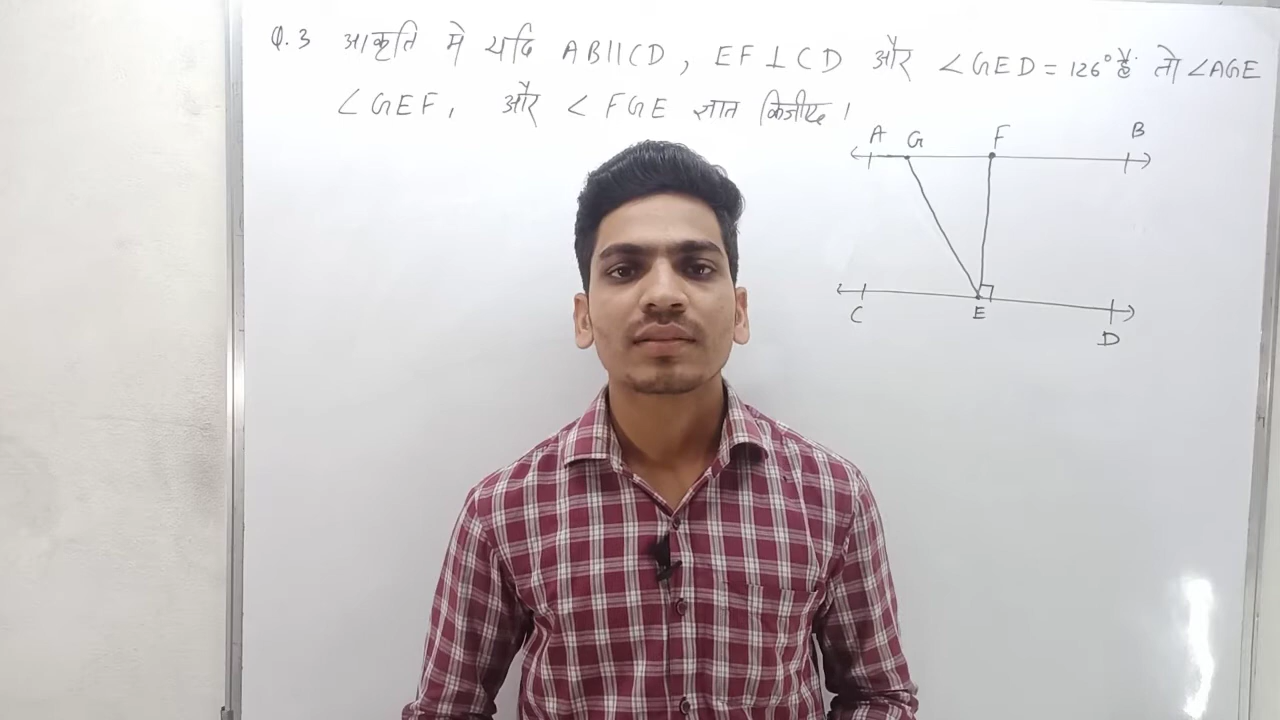 Q.3 आकृति मे यदि AB||CD, EF⊥CD और ∠GED = 126° है तो ∠AGE
∠GEF, और ∠FGE ज्ञात किजीए।
A G F B
C E D